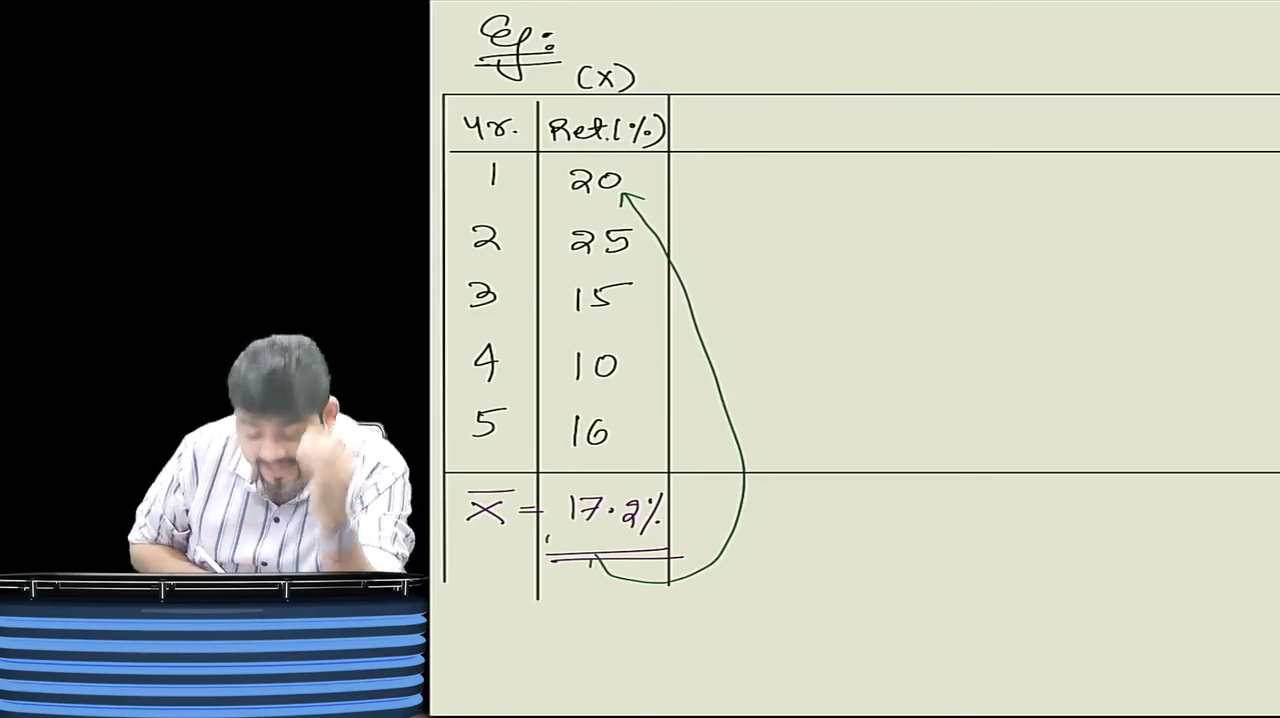 Eg:
(X)
Yr. Ret.(%)
1 20
2 25
3 15
4 10
5 16
X̅ = 17.2%